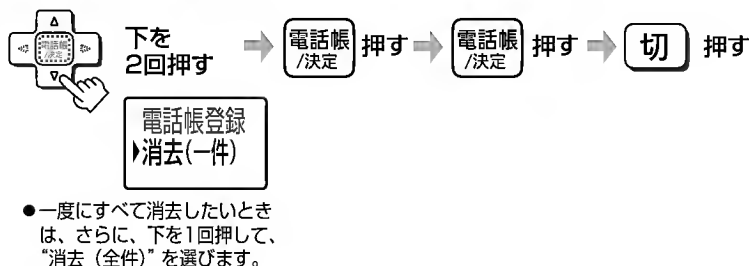 下を
2回押す
電話帳
/決定
押す
電話帳
/決定
押す
切
押す
電話帳
/決定
電話帳登録
▶消去(一件)
●一度にすべて消去したいとき
は、さらに、下を1回押して、
“消去（全件）”を選びます。